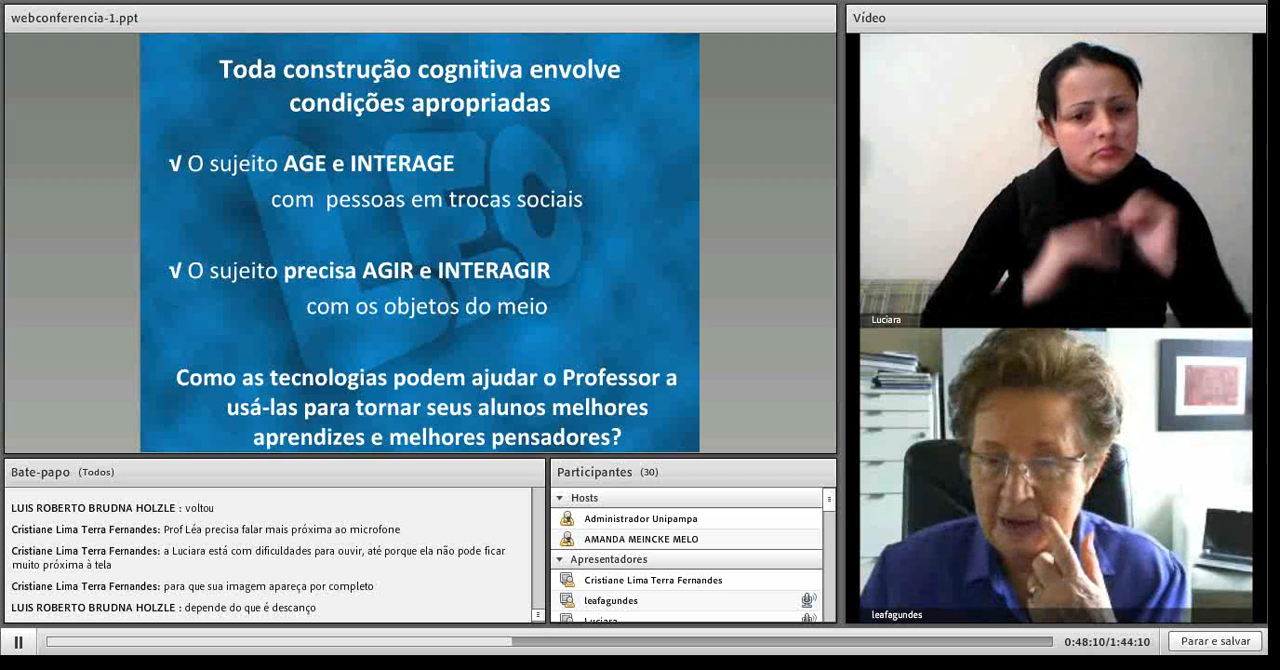 webconferencia-1.ppt
Toda construção cognitiva envolve
condições apropriadas
√ O sujeito AGE e INTERAGE
com pessoas em trocas sociais
√ O sujeito precisa AGIR e INTERAGIR
com os objetos do meio
Como as tecnologias podem ajudar o Professor a
usá-las para tornar seus alunos melhores
aprendizes e melhores pensadores?
LEO
Vídeo
Luciara
leafagundes
Bate-papo (Todos)
LUIS ROBERTO BRUDNA HOLZLE : voltou
Cristiane Lima Terra Fernandes: Prof Léa precisa falar mais próxima ao microfone
Cristiane Lima Terra Fernandes: a Luciara está com dificuldades para ouvir, até porque ela não pode ficar
muito próxima à tela
Cristiane Lima Terra Fernandes: para que sua imagem apareça por completo
LUIS ROBERTO BRUDNA HOLZLE : depende do que é descanço
Participantes (30)
Hosts
Administrador Unipampa
AMANDA MEINCKE MELO
Apresentadores
Cristiane Lima Terra Fernandes
leafagundes
Luciara
0:48:10/1:44:10
Parar e salvar